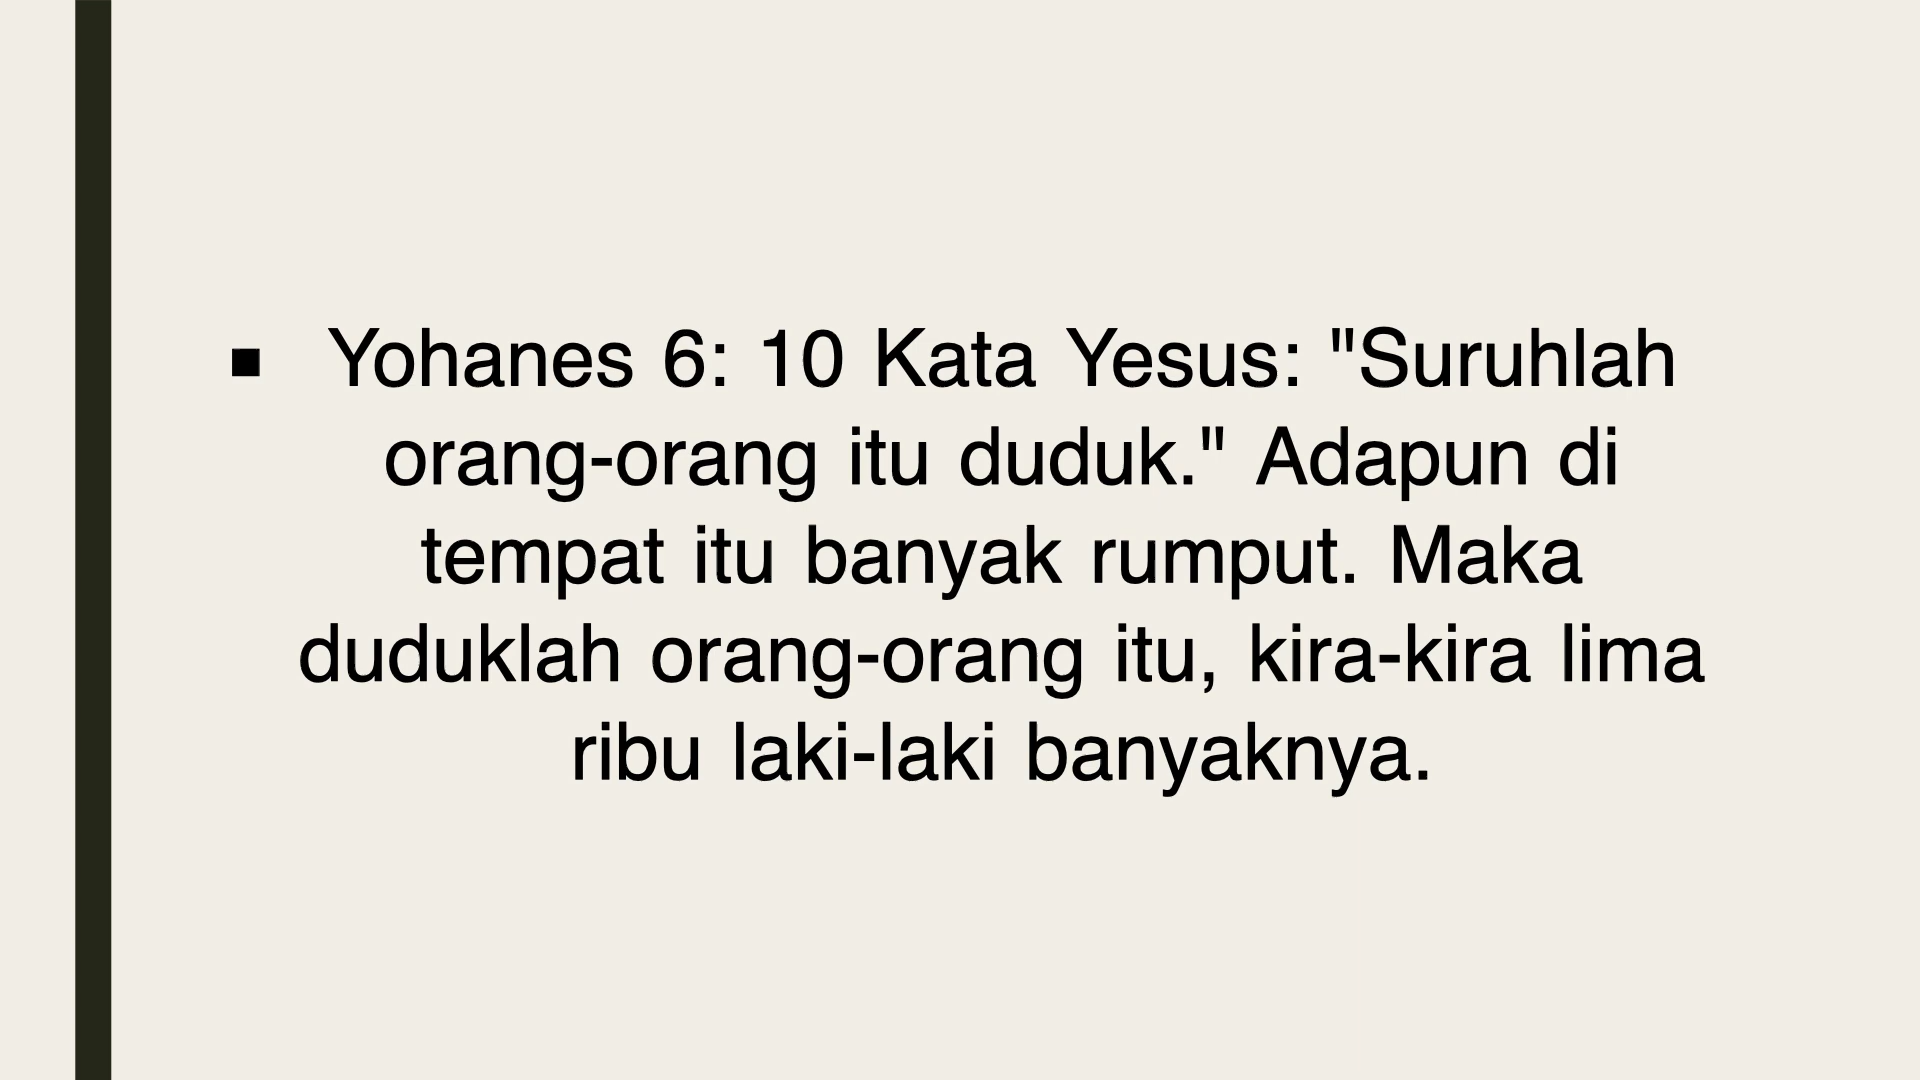 ▪ Yohanes 6: 10 Kata Yesus: "Suruhlah
orang-orang itu duduk." Adapun di
tempat itu banyak rumput. Maka
duduklah orang-orang itu, kira-kira lima
ribu laki-laki banyaknya.